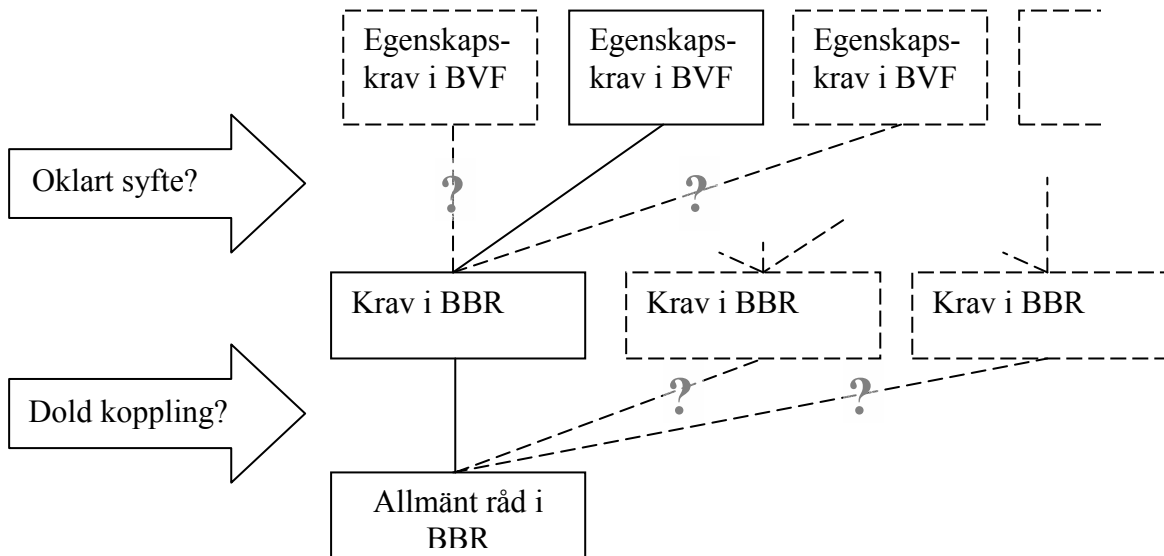 Egenskaps-
krav i BVF
Egenskaps-
krav i BVF
Egenskaps-
krav i BVF
Oklart syfte?
?
?
Krav i BBR
Krav i BBR
Krav i BBR
Dold koppling?
?
?
Allmänt råd i
BBR